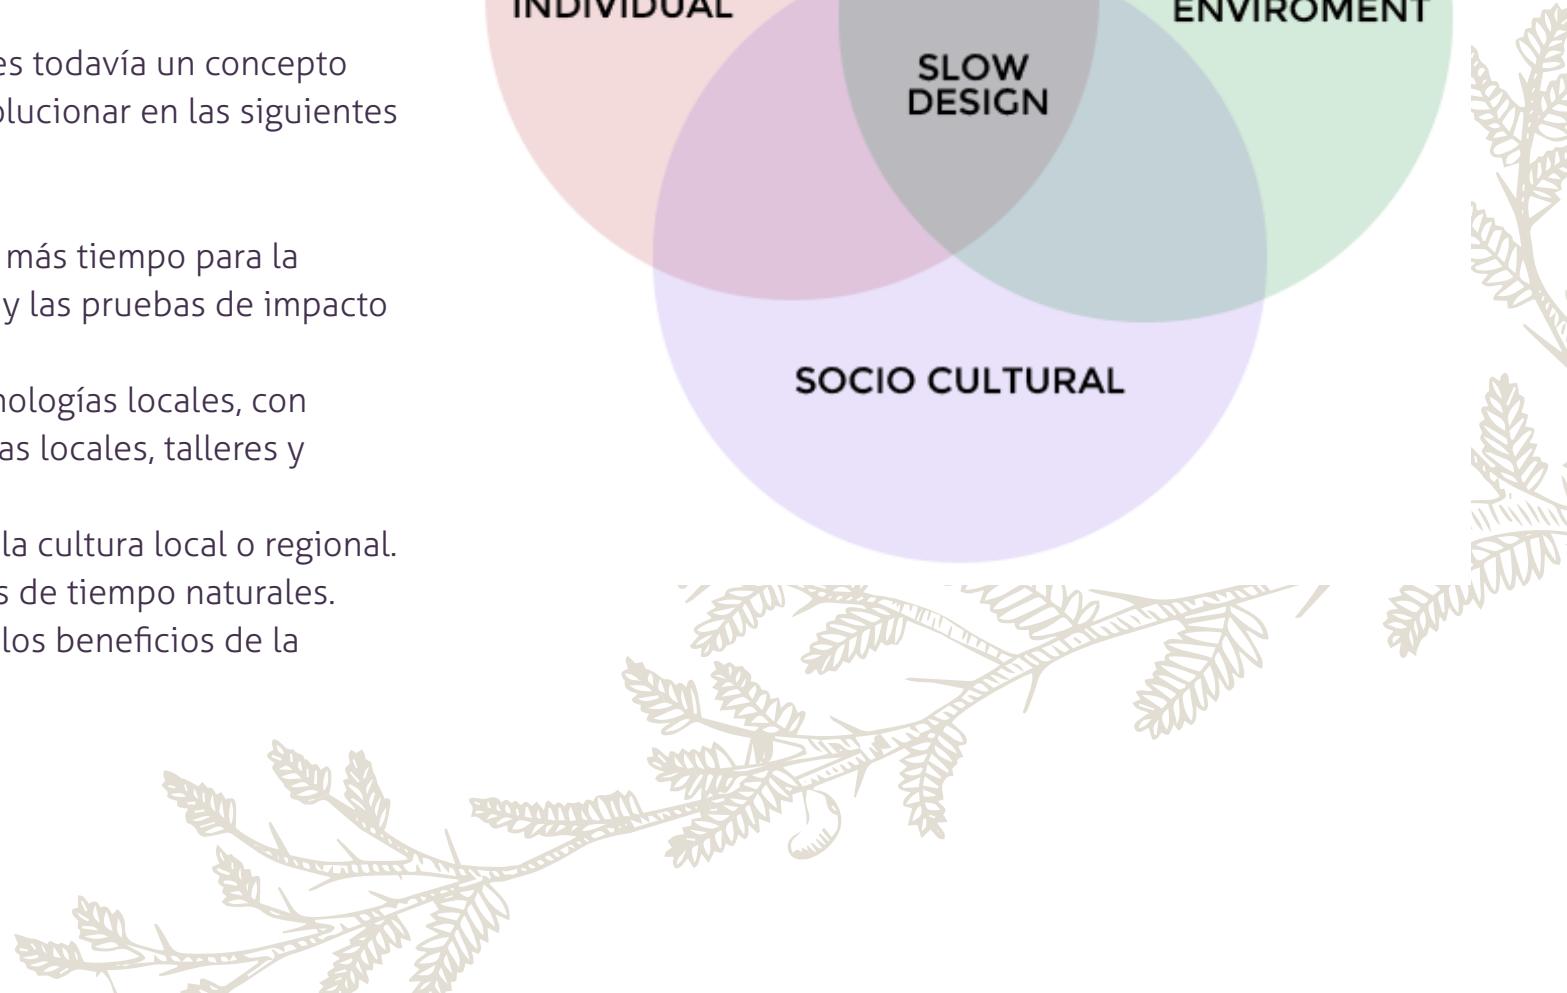 es todavía un concepto
olucionar en las siguientes
más tiempo para la
y las pruebas de impacto
nologías locales, con
as locales, talleres y
la cultura local o regional.
s de tiempo naturales.
los beneficios de la
INDIVIDUAL
ENVIROMENT
SLOW
DESIGN
SOCIO CULTURAL